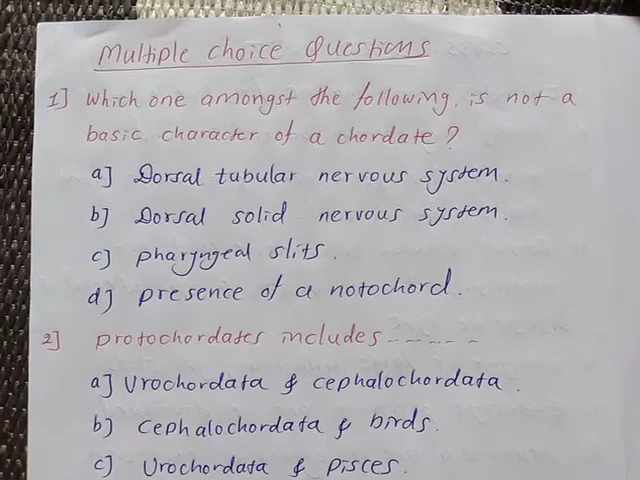 Multiple choice Questions
1] Which one amongst the following, is not a
basic character of a chordate?
a] Dorsal tubular nervous system.
b] Dorsal solid nervous system.
c] pharyngeal slits.
d] presence of a notochord.
2] protochordates includes -----
a] Urochordata & cephalochordata.
b] cephalochordata & birds.
c] Urochordata & pisces.